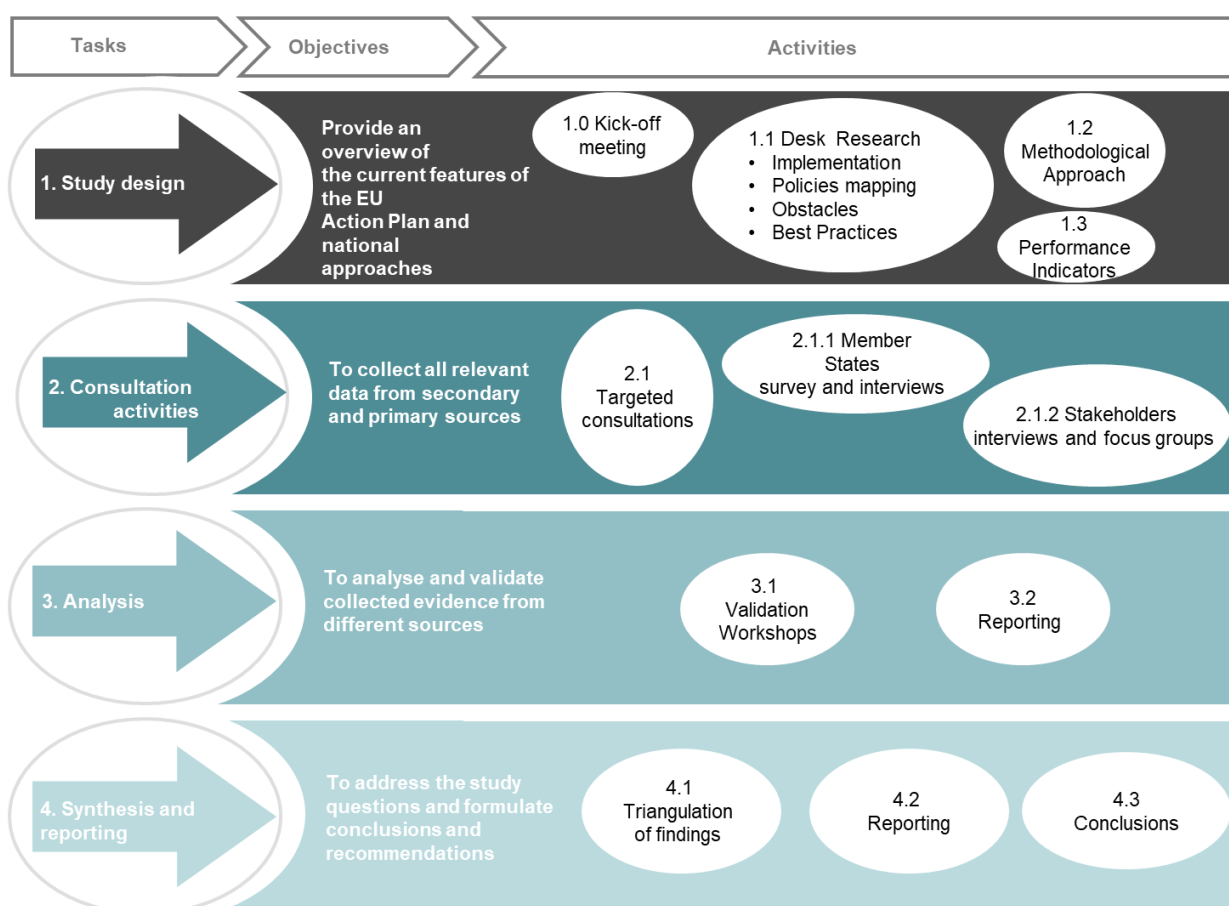 Tasks
Objectives
Activities
1. Study design
Provide an
overview of
the current features of
the EU
Action Plan and
national
approaches
1.0 Kick-off
meeting
1.1 Desk Research
• Implementation
• Policies mapping
• Obstacles
• Best Practices
1.2
Methodological
Approach
1.3
Performance
Indicators
2. Consultation
activities
To collect all relevant
data from secondary
and primary sources
2.1
Targeted
consultations
2.1.1 Member
States
survey and interviews
2.1.2 Stakeholders
interviews and focus groups
3. Analysis
To analyse and validate
collected evidence from
different sources
3.1
Validation
Workshops
3.2
Reporting
4. Synthesis and
reporting
To address the study
questions and formulate
conclusions and
recommendations
4.1
Triangulation
of findings
4.2
Reporting
4.3
Conclusions